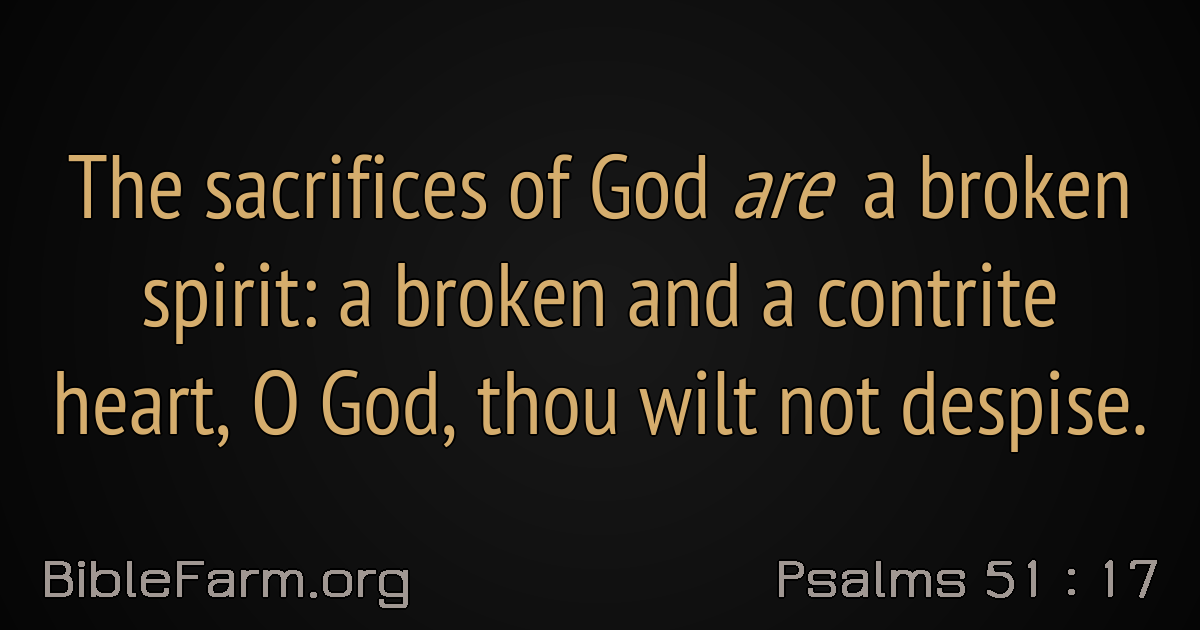 The sacrifices of God are a broken
spirit: a broken and a contrite
heart, O God, thou wilt not despise.
BibleFarm.org
Psalms 51 : 17